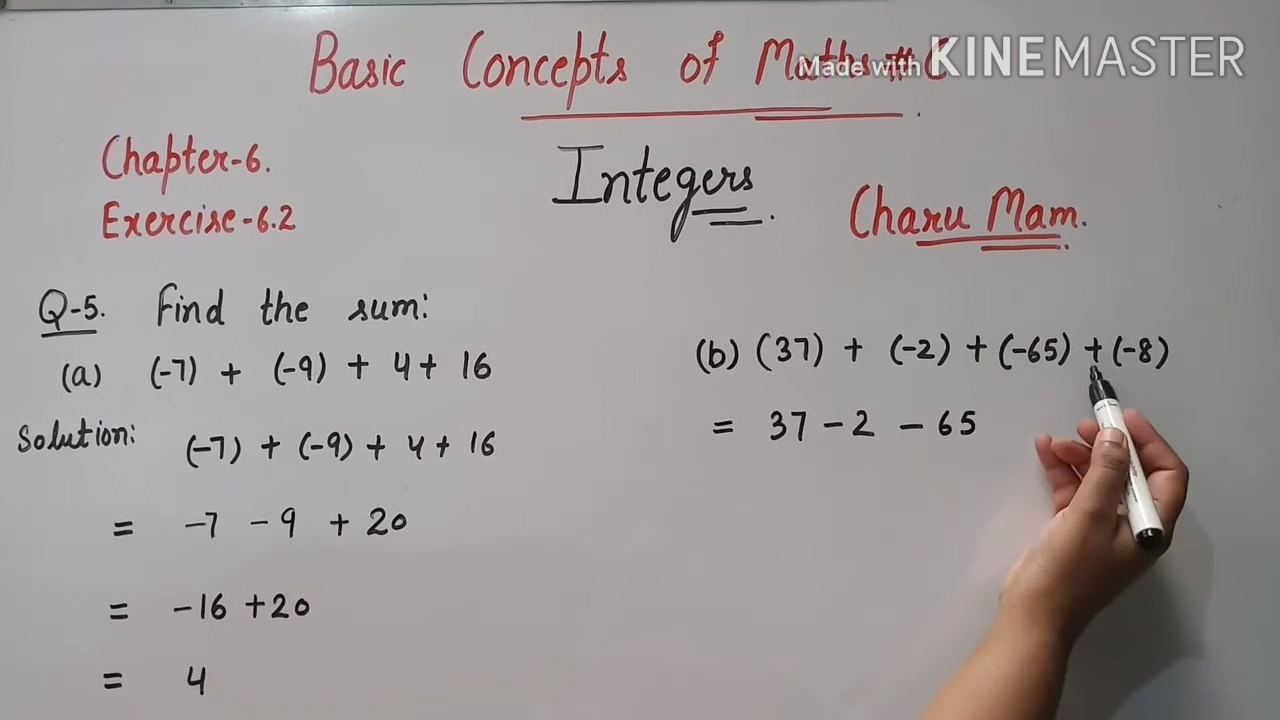 Basic Concepts of Maths #C
Made with KINEMASTER
Chapter-6.
Integers
Exercise-6.2
Charu Mam.
Q-5. Find the sum:
(a) (-7) + (-9) + 4 + 16
Solution: (-7) + (-9) + 4 + 16
= -7 - 9 + 20
= -16 + 20
= 4
(b) (37) + (-2) + (-65) + (-8)
= 37 - 2 - 65